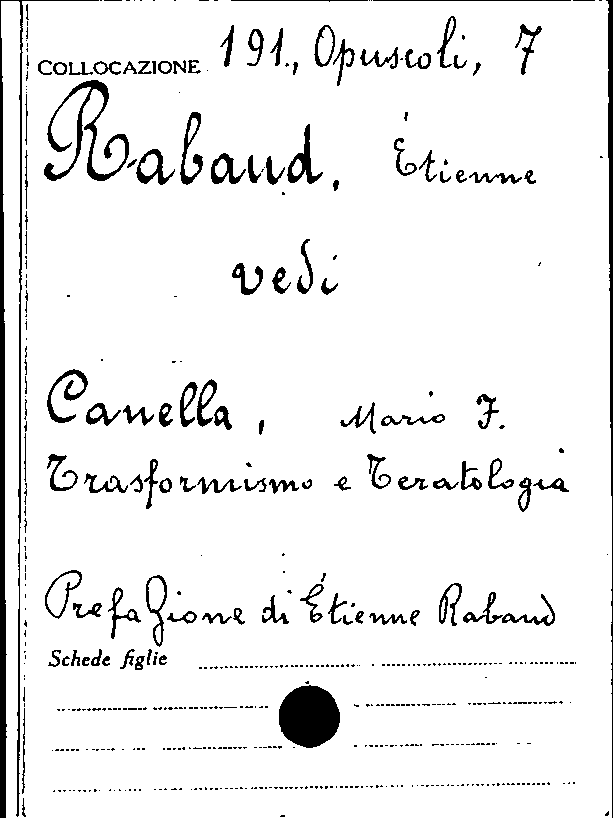 COLLOCAZIONE 191., Opuscoli, 7
Rabaud, Étienne
vedi
Canella, Mario F.
Trasformismo e Teratologia
Prefazione di Étienne Rabaud
Schede figlie